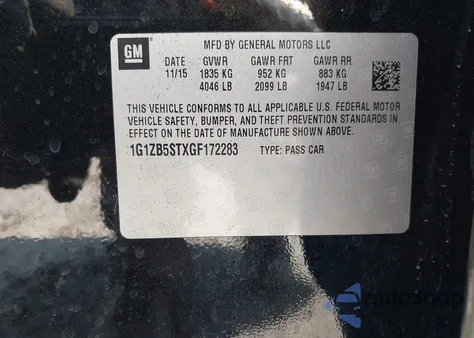 GM
MFD BY GENERAL MOTORS LLC
DATE GVWR GAWR FRT GAWR RR
11/15 1835 KG 952 KG 883 KG
4046 LB 2099 LB 1947 LB
THIS VEHICLE CONFORMS TO ALL APPLICABLE U.S. FEDERAL MOTOR
VEHICLE SAFETY, BUMPER, AND THEFT PREVENTION STANDARDS IN
EFFECT ON THE DATE OF MANUFACTURE SHOWN ABOVE.
1G1ZB5STXGF172283 TYPE: PASS CAR
autosnap